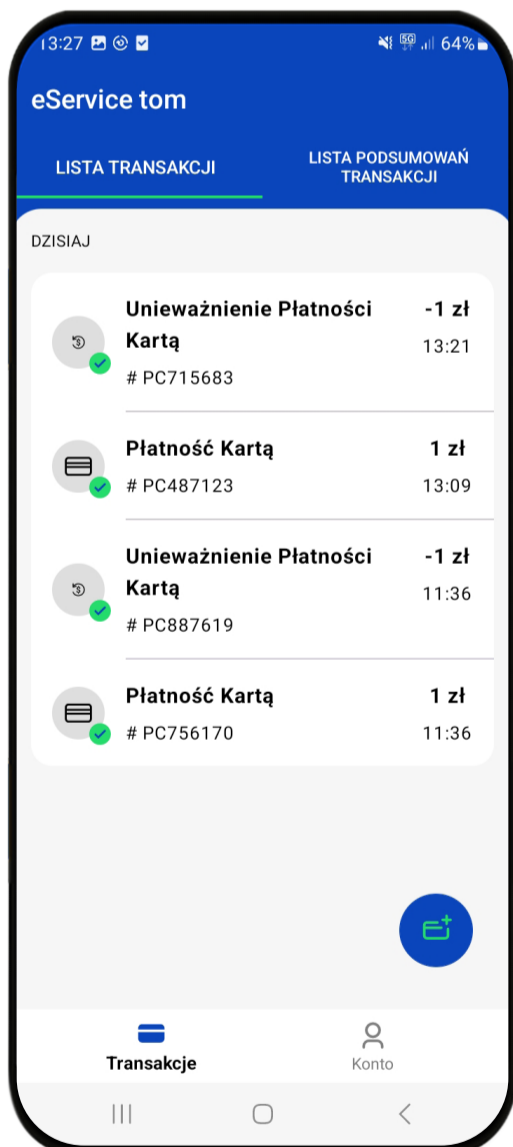 13:27 5G 64%
eService tom
LISTA TRANSAKCJI
LISTA PODSUMOWAŃ
TRANSAKCJI
DZISIAJ
Unieważnienie Płatności -1 zł
Kartą 13:21
# PC715683
Płatność Kartą 1 zł
# PC487123 13:09
Unieważnienie Płatności -1 zł
Kartą 11:36
# PC887619
Płatność Kartą 1 zł
# PC756170 11:36
Transakcje Konto